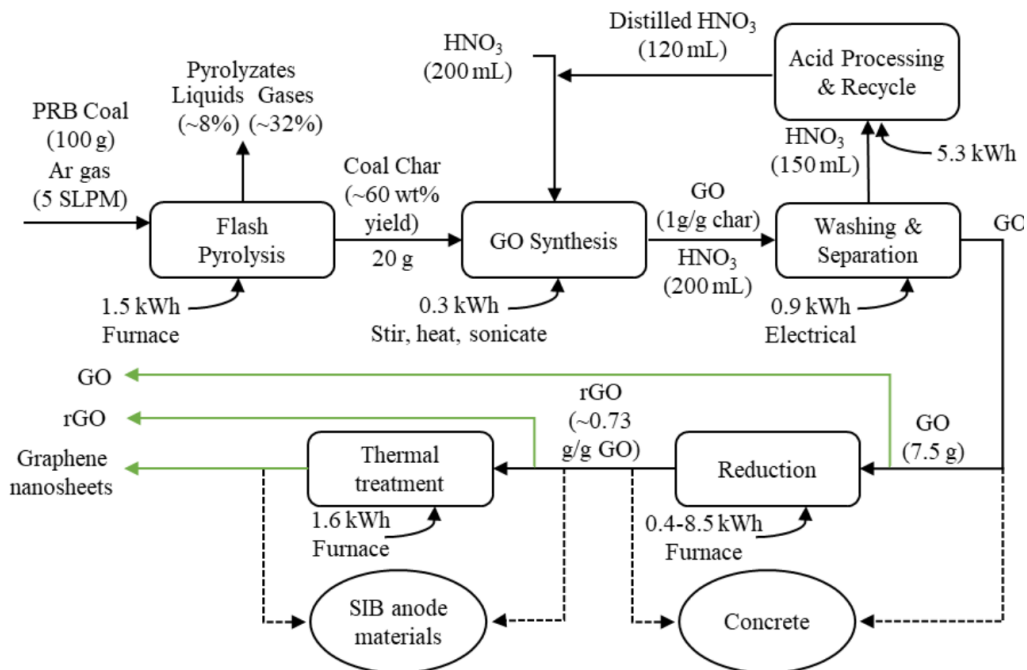 PRB Coal
(100 g)
Ar gas
(5 SLPM)
Pyrolyzates
Liquids Gases
(~8%) (~32%)
Flash
Pyrolysis
1.5 kWh
Furnace
Coal Char
(~60 wt%
yield)
20 g
HNO₃
(200 mL)
Distilled HNO₃
(120 mL)
Acid Processing
& Recycle
5.3 kWh
HNO₃
(150 mL)
GO Synthesis
0.3 kWh
Stir, heat, sonicate
GO
(1g/g char)
HNO₃
(200 mL)
Washing &
Separation
0.9 kWh
Electrical
GO
GO
rGO
Graphene
nanosheets
Thermal
treatment
1.6 kWh
Furnace
rGO
(~0.73
g/g GO)
Reduction
0.4-8.5 kWh
Furnace
GO
(7.5 g)
SIB anode
materials
Concrete